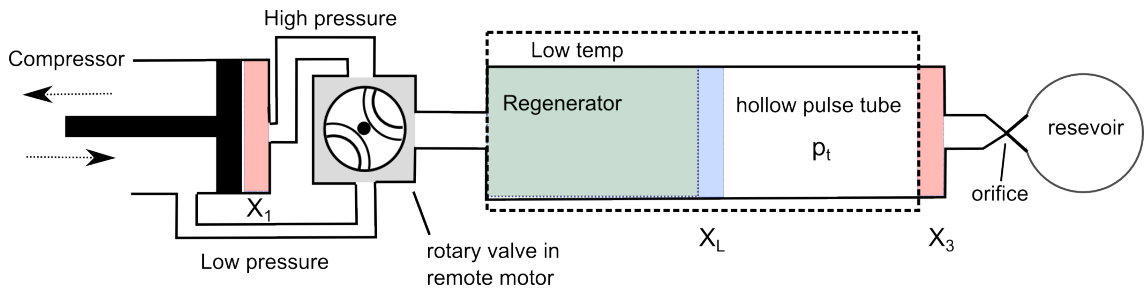 High pressure
Compressor
Low temp
Regenerator
hollow pulse tube
pt
resevoir
orifice
X1
XL
X3
Low pressure
rotary valve in
remote motor